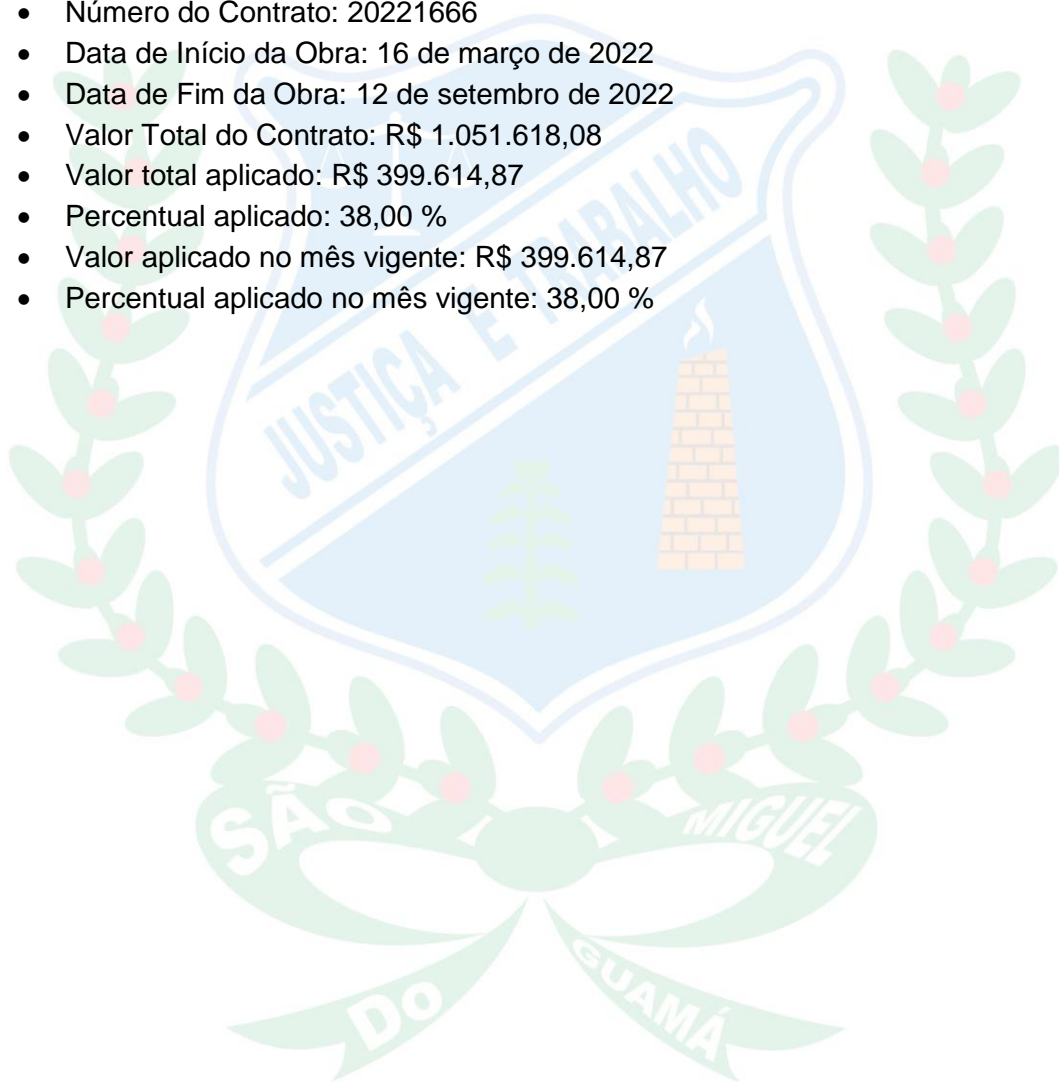 • Número do Contrato: 20221666
• Data de Início da Obra: 16 de março de 2022
• Data de Fim da Obra: 12 de setembro de 2022
• Valor Total do Contrato: R$ 1.051.618,08
• Valor total aplicado: R$ 399.614,87
• Percentual aplicado: 38,00 %
• Valor aplicado no mês vigente: R$ 399.614,87
• Percentual aplicado no mês vigente: 38,00 %
JUSTIÇA E TRABALHO
SÃO MIGUEL
DO GUAMÁ